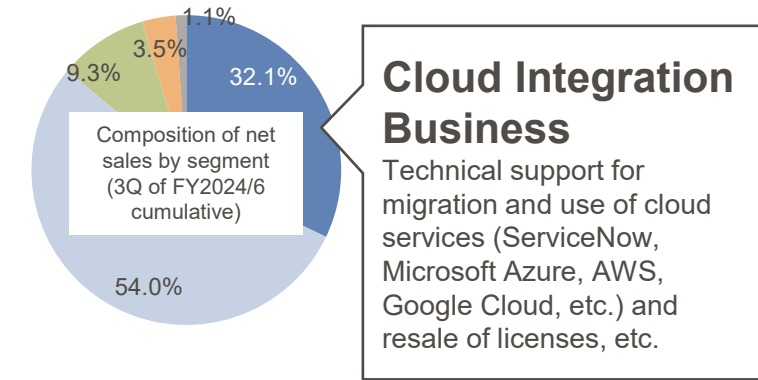 1.1%
3.5%
9.3%
32.1%
Composition of net
sales by segment
(3Q of FY2024/6
cumulative)
54.0%
Cloud Integration
Business
Technical support for
migration and use of cloud
services (ServiceNow,
Microsoft Azure, AWS,
Google Cloud, etc.) and
resale of licenses, etc.